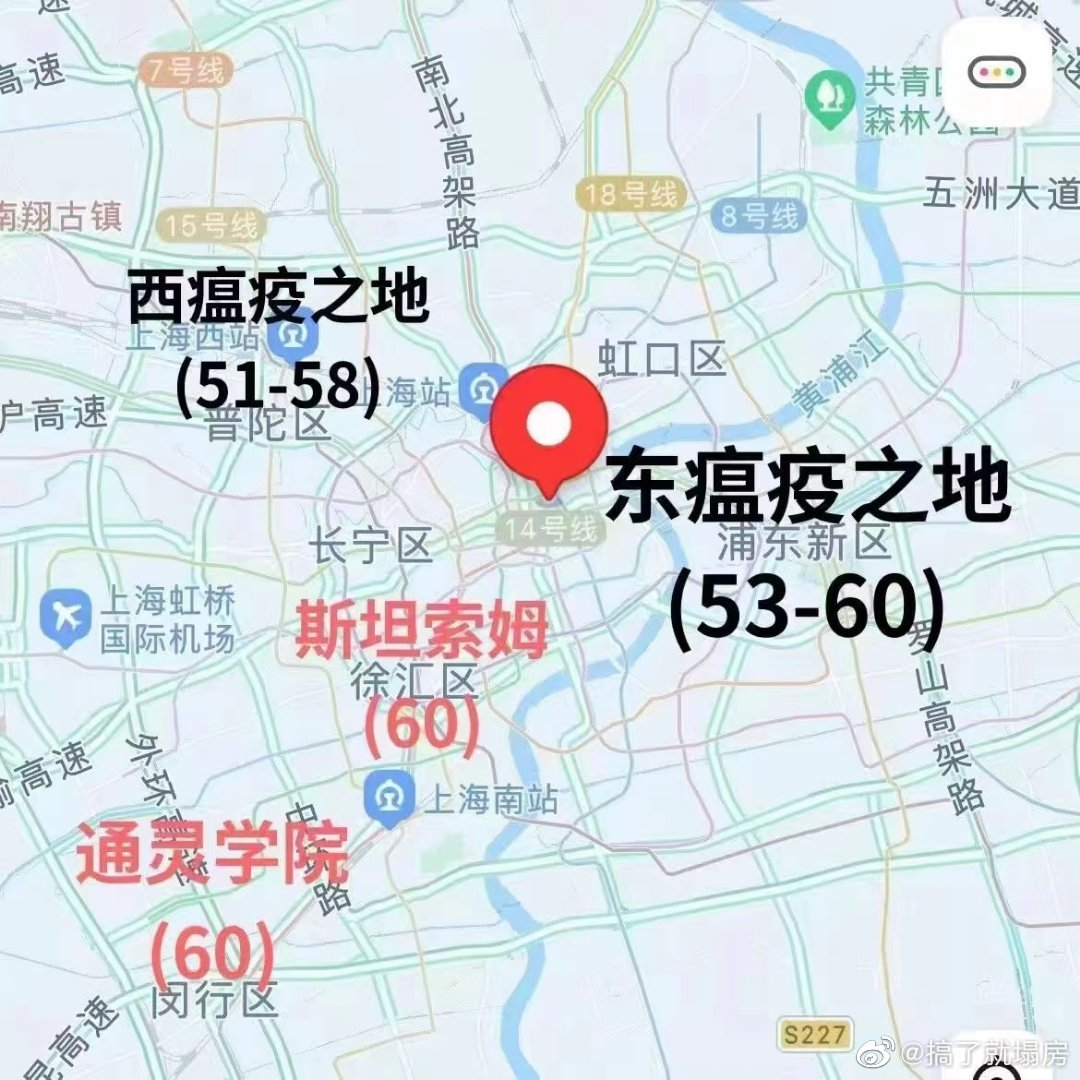 高速
7号线
南北高架路
共青
森林公园
18号线
8号线
五洲大道
南翔古镇
15号线
西瘟疫之地
上海西站
(51-58)
上海站
虹口区
黄浦江
沪高速
普陀区
东瘟疫之地
14号线
浦东新区
长宁区
(53-60)
上海虹桥
国际机场
斯坦索姆
徐汇区
(60)
罗山高架路
高速
外环高速
上海南站
中环路
通灵学院
(60)
闵行区
昆高速
S227
@搞了就塌房